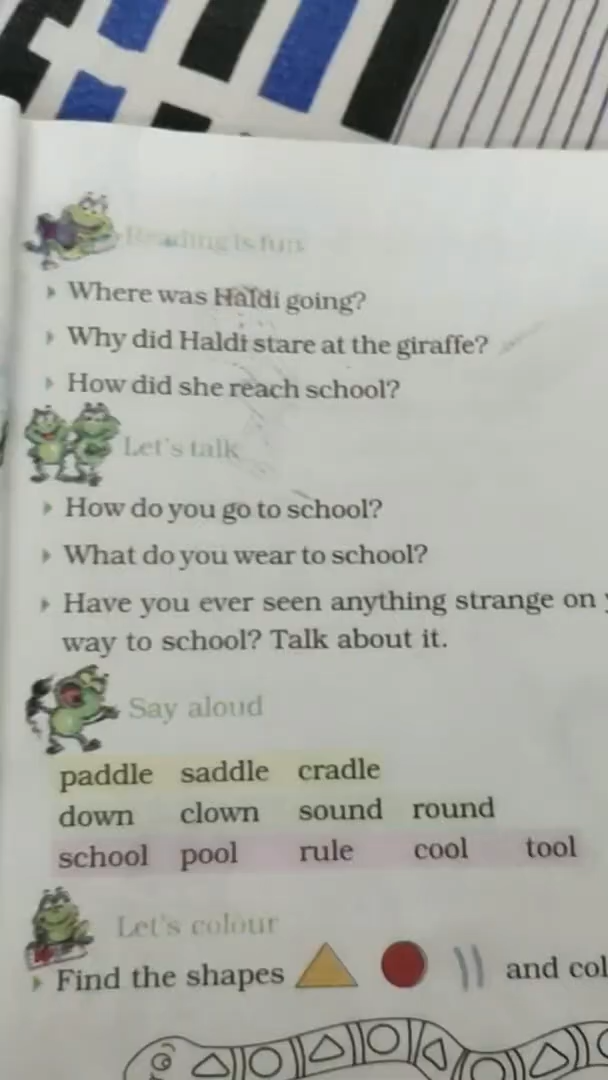 Reading is fun
Where was Haldi going?
Why did Haldi stare at the giraffe?
How did she reach school?
Let's talk
How do you go to school?
What do you wear to school?
Have you ever seen anything strange on
way to school? Talk about it.
Say aloud
paddle saddle cradle
down clown sound round
school pool rule cool tool
Let's colour
Find the shapes and